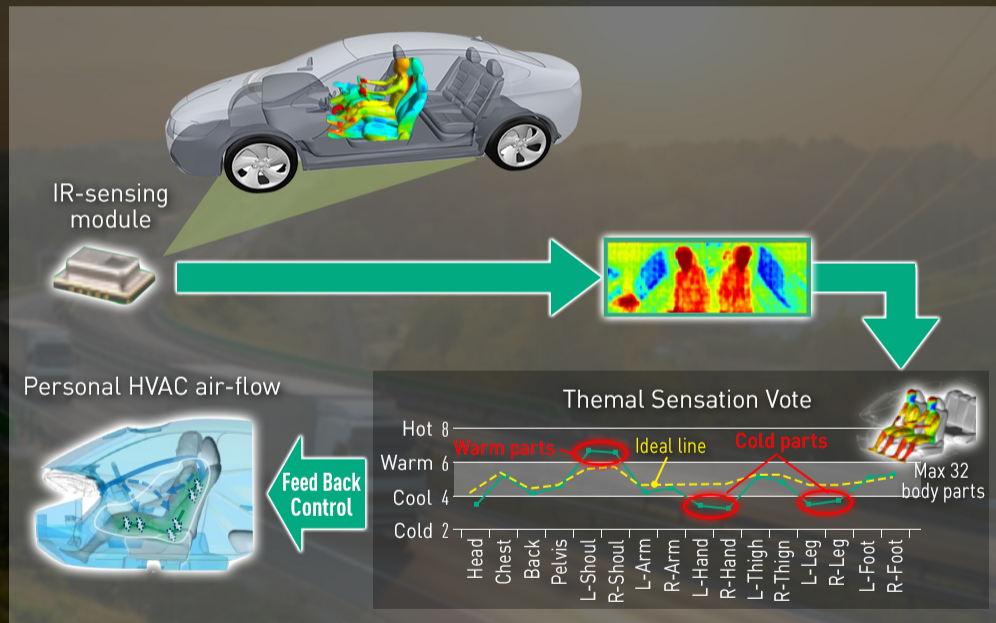 IR-sensing
module
Personal HVAC air-flow
Feed Back
Control
Themal Sensation Vote
Hot 8
Warm 6
Cool 4
Cold 2
Warm parts
Ideal line
Cold parts
Max 32
body parts
Head
Chest
Back
Pelvis
L-Shoul
R-Shoul
L-Arm
R-Arm
L-Hand
R-Hand
L-Thigh
R-Thign
L-Leg
R-Leg
L-Foot
R-Foot